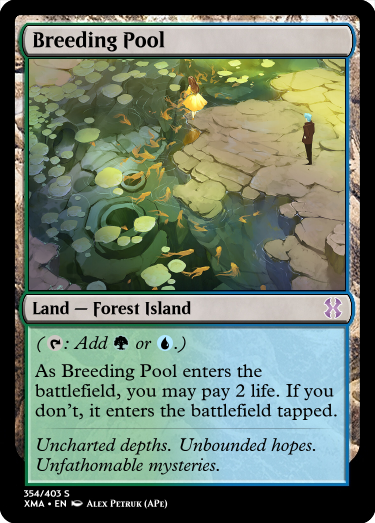 Breeding Pool
Land — Forest Island
( : Add or .)
As Breeding Pool enters the
battlefield, you may pay 2 life. If you
don't, it enters the battlefield tapped.
Uncharted depths. Unbounded hopes.
Unfathomable mysteries.
354/403 S
XMA • EN Alex Petruk (APe)